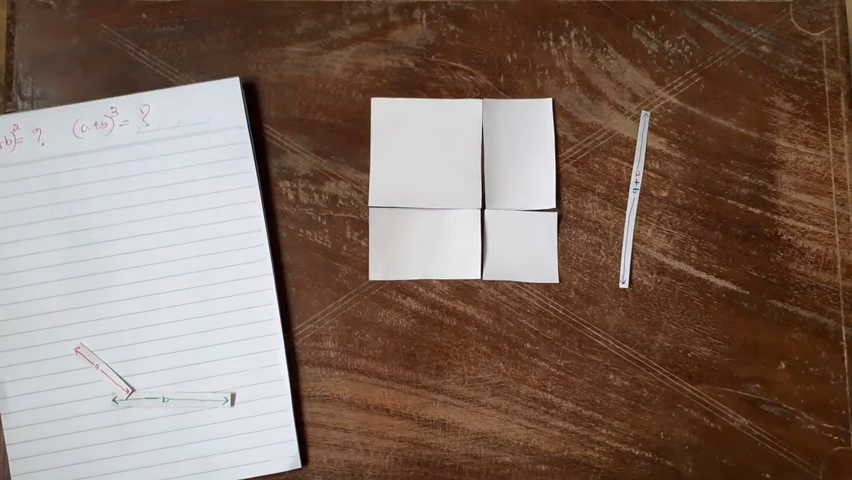 +b)²= ? (a+b)³= ?
a+b
a
b